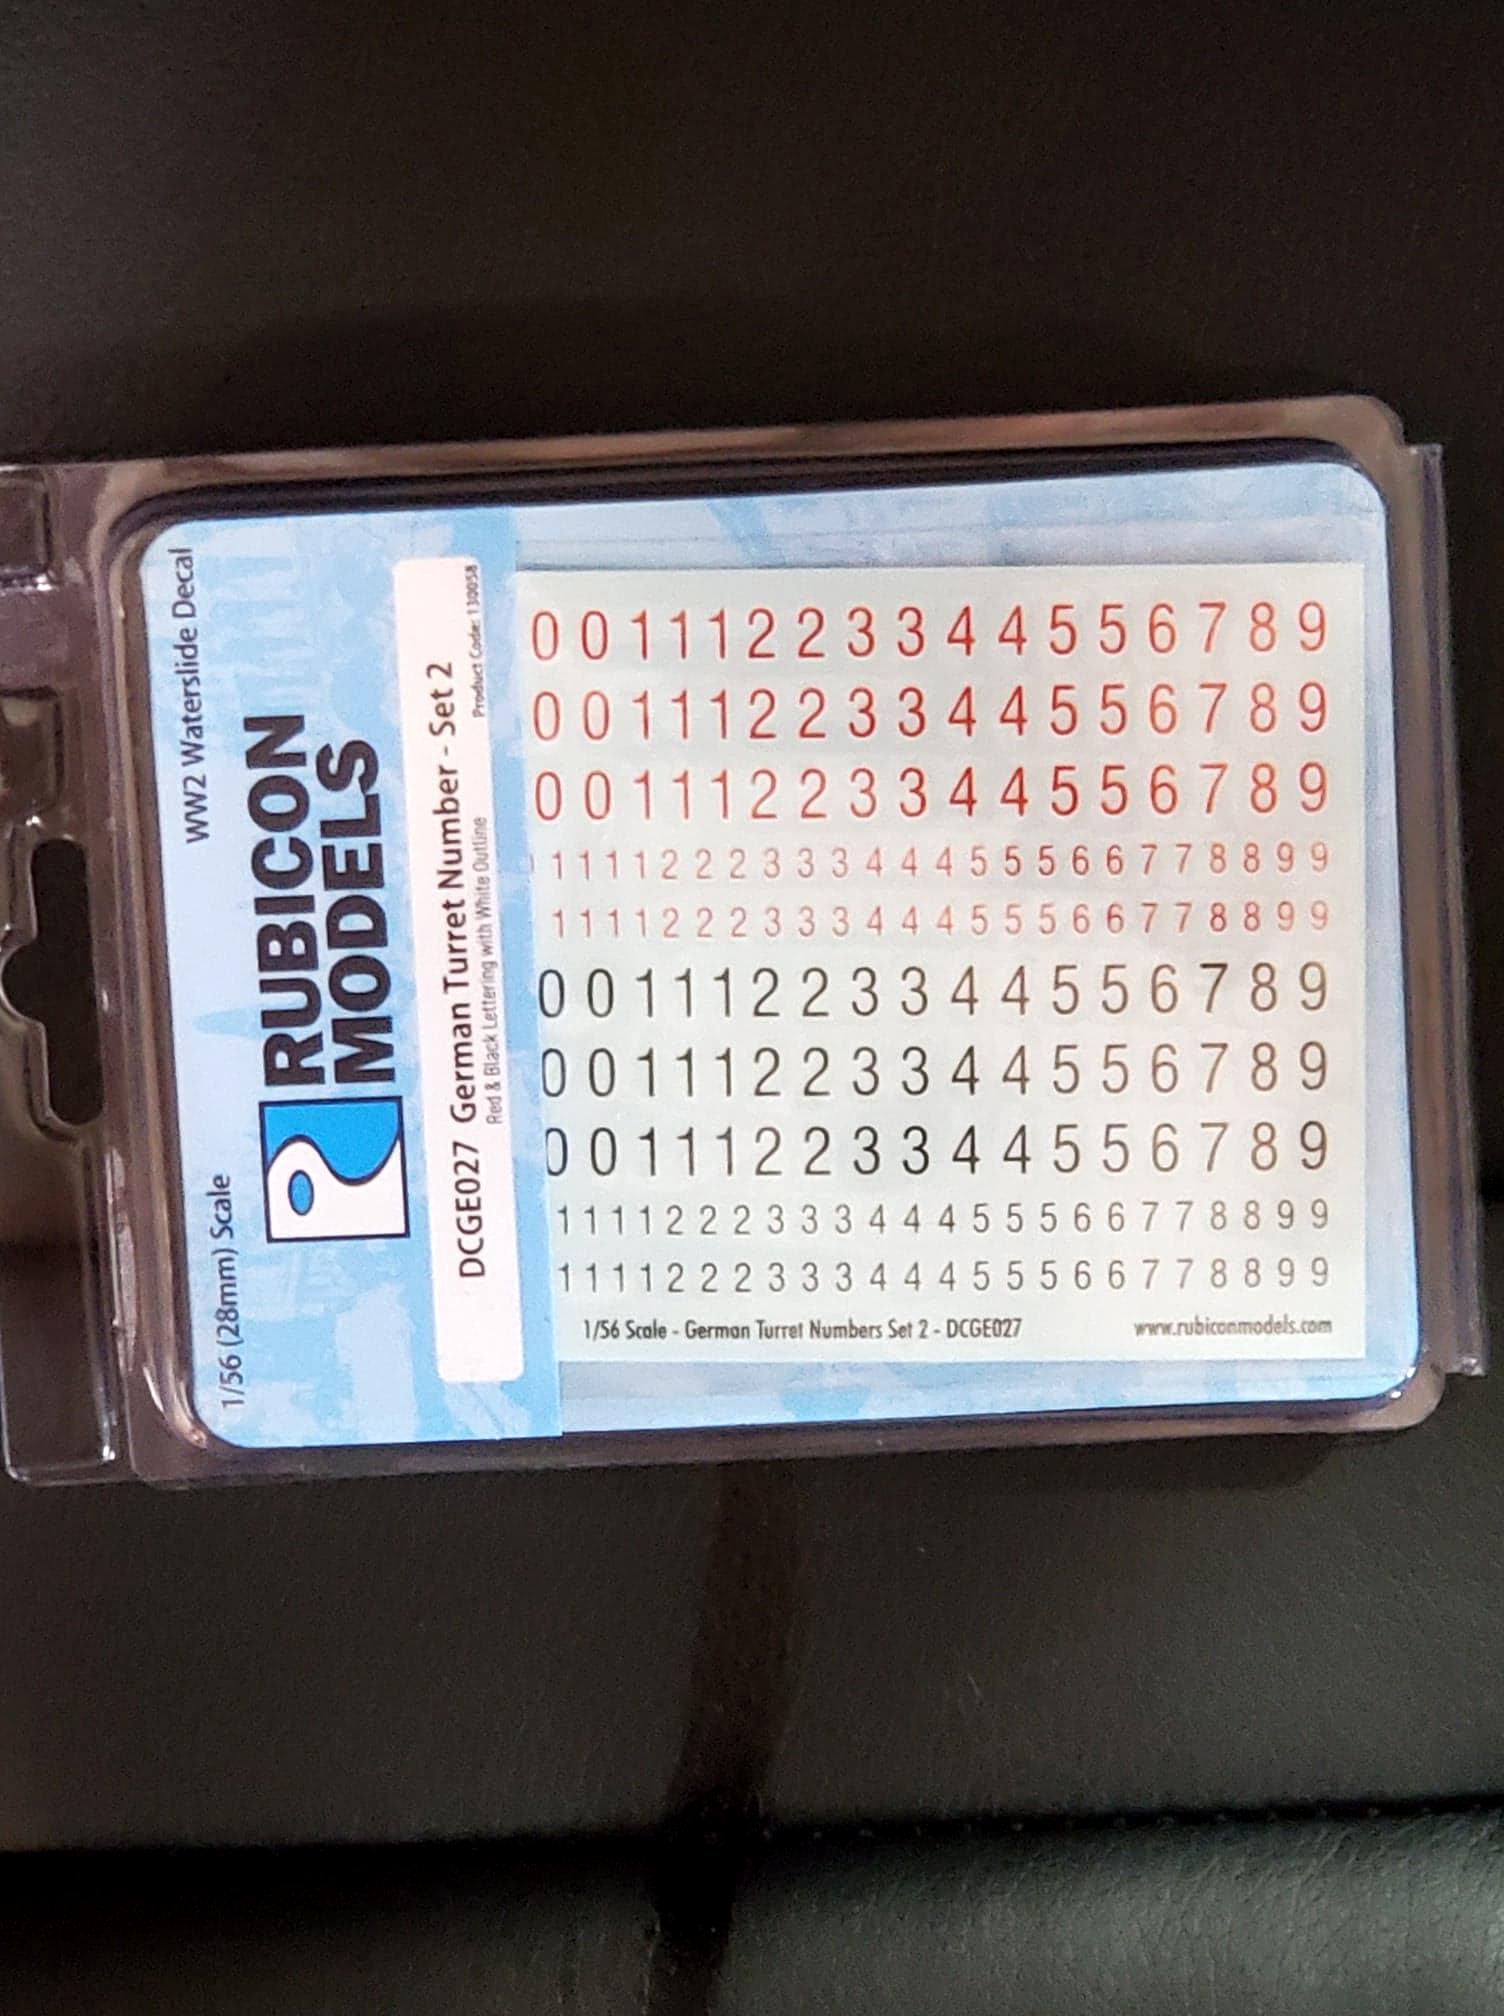 1/56 (28mm) Scale WW2 Waterslide Decal
RUBICON
MODELS
DCGE027 German Turret Number - Set 2
Red & Black Lettering with White Outline Product Code: 130058
0 0 1 1 1 2 2 3 3 4 4 5 5 6 7 8 9
0 0 1 1 1 2 2 3 3 4 4 5 5 6 7 8 9
0 0 1 1 1 2 2 3 3 4 4 5 5 6 7 8 9
1 1 1 1 2 2 2 3 3 3 4 4 4 5 5 5 6 6 7 7 8 8 9 9
1 1 1 1 2 2 2 3 3 3 4 4 4 5 5 5 6 6 7 7 8 8 9 9
0 0 1 1 1 2 2 3 3 4 4 5 5 6 7 8 9
0 0 1 1 1 2 2 3 3 4 4 5 5 6 7 8 9
0 0 1 1 1 2 2 3 3 4 4 5 5 6 7 8 9
1 1 1 1 2 2 2 3 3 3 4 4 4 5 5 5 6 6 7 7 8 8 9 9
1 1 1 1 2 2 2 3 3 3 4 4 4 5 5 5 6 6 7 7 8 8 9 9
1/56 Scale - German Turret Numbers Set 2 - DCGE027 www.rubiconmodels.com